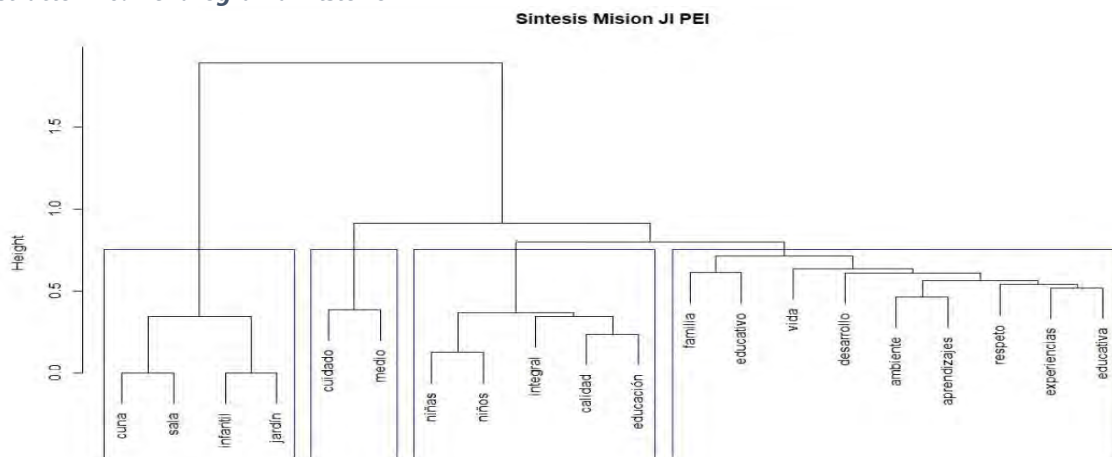 Síntesis Mision JI PEI
Height
0.0
0.5
1.0
1.5
cuna
sala
infantil
jardín
cuidado
medio
niñas
niños
integral
calidad
educación
familia
educativo
vida
desarrollo
ambiente
aprendizajes
respeto
experiencias
educativa